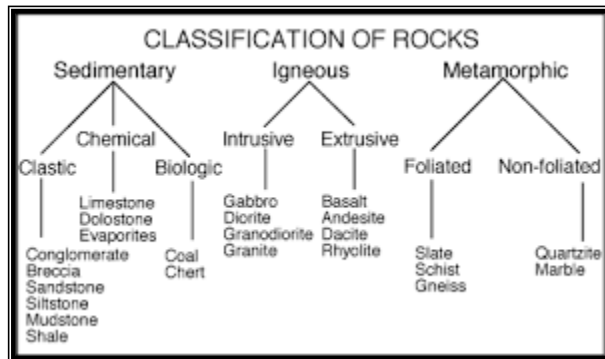 CLASSIFICATION OF ROCKS
Sedimentary
Igneous
Metamorphic
Chemical
Intrusive
Extrusive
Clastic
Biologic
Foliated
Non-foliated
Limestone
Dolostone
Evaporites
Gabbro
Diorite
Granodiorite
Granite
Basalt
Andesite
Dacite
Rhyolite
Conglomerate
Breccia
Sandstone
Siltstone
Mudstone
Shale
Coal
Chert
Slate
Schist
Gneiss
Quartzite
Marble